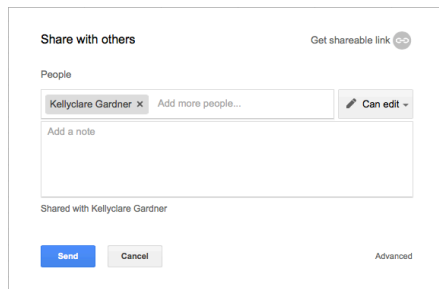 Share with others
Get shareable link
People
Kellyclare Gardner × Add more people... Can edit
Add a note
Shared with Kellyclare Gardner
Send Cancel Advanced